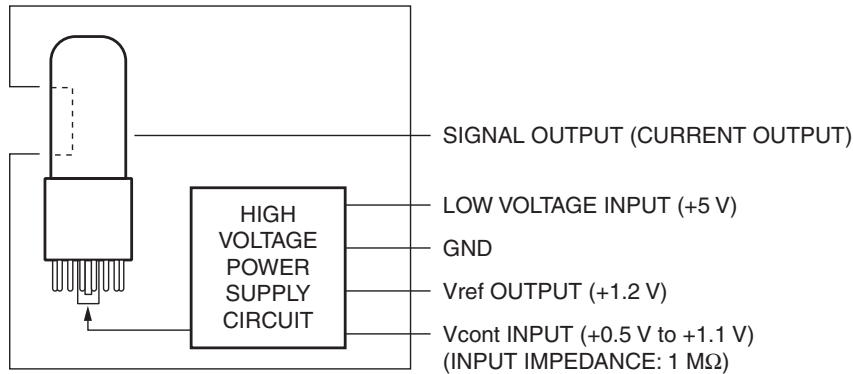 SIGNAL OUTPUT (CURRENT OUTPUT)
HIGH
VOLTAGE
POWER
SUPPLY
CIRCUIT
LOW VOLTAGE INPUT (+5 V)
GND
Vref OUTPUT (+1.2 V)
Vcont INPUT (+0.5 V to +1.1 V)
(INPUT IMPEDANCE: 1 MΩ)